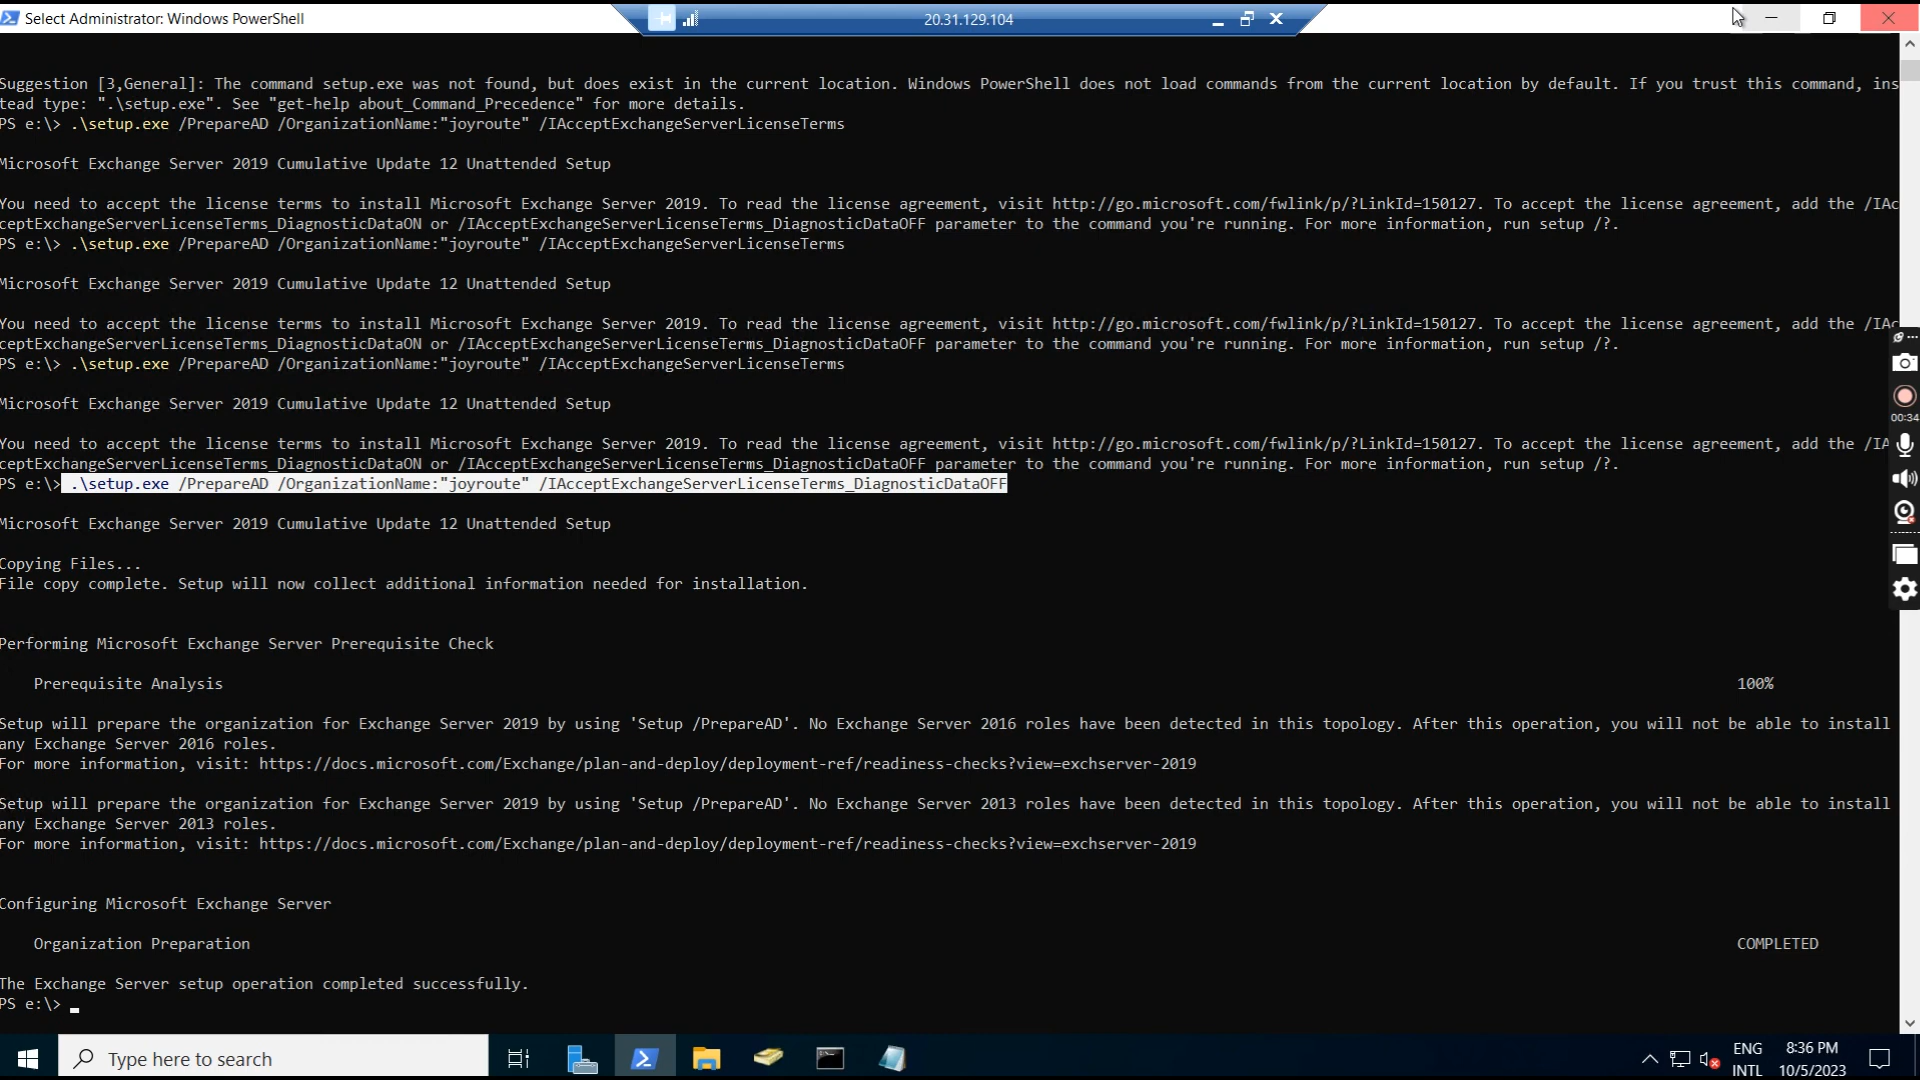 Select Administrator: Windows PowerShell
20.31.129.104
Suggestion [3,General]: The command setup.exe was not found, but does exist in the current location. Windows PowerShell does not load commands from the current location by default. If you trust this command, ins
tead type: ".\setup.exe". See "get-help about_Command_Precedence" for more details.
PS e:\> .\setup.exe /PrepareAD /OrganizationName:"joyroute" /IAcceptExchangeServerLicenseTerms
Microsoft Exchange Server 2019 Cumulative Update 12 Unattended Setup
You need to accept the license terms to install Microsoft Exchange Server 2019. To read the license agreement, visit http://go.microsoft.com/fwlink/p/?LinkId=150127. To accept the license agreement, add the /IAc
ceptExchangeServerLicenseTerms_DiagnosticDataON or /IAcceptExchangeServerLicenseTerms_DiagnosticDataOFF parameter to the command you're running. For more information, run setup /?.
PS e:\> .\setup.exe /PrepareAD /OrganizationName:"joyroute" /IAcceptExchangeServerLicenseTerms
Microsoft Exchange Server 2019 Cumulative Update 12 Unattended Setup
You need to accept the license terms to install Microsoft Exchange Server 2019. To read the license agreement, visit http://go.microsoft.com/fwlink/p/?LinkId=150127. To accept the license agreement, add the /IAc
ceptExchangeServerLicenseTerms_DiagnosticDataON or /IAcceptExchangeServerLicenseTerms_DiagnosticDataOFF parameter to the command you're running. For more information, run setup /?.
PS e:\> .\setup.exe /PrepareAD /OrganizationName:"joyroute" /IAcceptExchangeServerLicenseTerms
Microsoft Exchange Server 2019 Cumulative Update 12 Unattended Setup
You need to accept the license terms to install Microsoft Exchange Server 2019. To read the license agreement, visit http://go.microsoft.com/fwlink/p/?LinkId=150127. To accept the license agreement, add the /IA
ceptExchangeServerLicenseTerms_DiagnosticDataON or /IAcceptExchangeServerLicenseTerms_DiagnosticDataOFF parameter to the command you're running. For more information, run setup /?.
PS e:\> .\setup.exe /PrepareAD /OrganizationName:"joyroute" /IAcceptExchangeServerLicenseTerms_DiagnosticDataOFF
Microsoft Exchange Server 2019 Cumulative Update 12 Unattended Setup
Copying Files...
File copy complete. Setup will now collect additional information needed for installation.
Performing Microsoft Exchange Server Prerequisite Check
Prerequisite Analysis 100%
Setup will prepare the organization for Exchange Server 2019 by using 'Setup /PrepareAD'. No Exchange Server 2016 roles have been detected in this topology. After this operation, you will not be able to install
any Exchange Server 2016 roles.
For more information, visit: https://docs.microsoft.com/Exchange/plan-and-deploy/deployment-ref/readiness-checks?view=exchserver-2019
Setup will prepare the organization for Exchange Server 2019 by using 'Setup /PrepareAD'. No Exchange Server 2013 roles have been detected in this topology. After this operation, you will not be able to install
any Exchange Server 2013 roles.
For more information, visit: https://docs.microsoft.com/Exchange/plan-and-deploy/deployment-ref/readiness-checks?view=exchserver-2019
Configuring Microsoft Exchange Server
Organization Preparation COMPLETED
The Exchange Server setup operation completed successfully.
PS e:\>
00:34
Type here to search
ENG
INTL
8:36 PM
10/5/2023